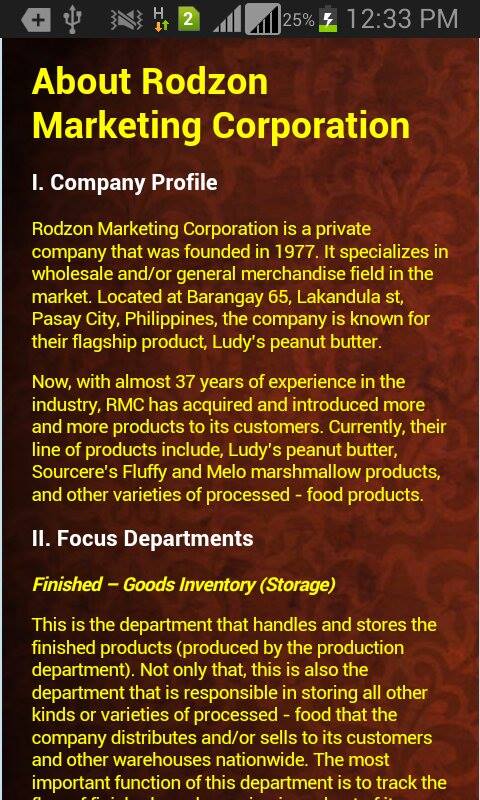 H 2 25% 12:33 PM
About Rodzon
Marketing Corporation
I. Company Profile
Rodzon Marketing Corporation is a private
company that was founded in 1977. It specializes in
wholesale and/or general merchandise field in the
market. Located at Barangay 65, Lakandula st,
Pasay City, Philippines, the company is known for
their flagship product, Ludy's peanut butter.
Now, with almost 37 years of experience in the
industry, RMC has acquired and introduced more
and more products to its customers. Currently, their
line of products include, Ludy's peanut butter,
Sourcere's Fluffy and Melo marshmallow products,
and other varieties of processed - food products.
II. Focus Departments
Finished – Goods Inventory (Storage)
This is the department that handles and stores the
finished products (produced by the production
department). Not only that, this is also the
department that is responsible in storing all other
kinds or varieties of processed - food that the
company distributes and/or sells to its customers
and other warehouses nationwide. The most
important function of this department is to track the